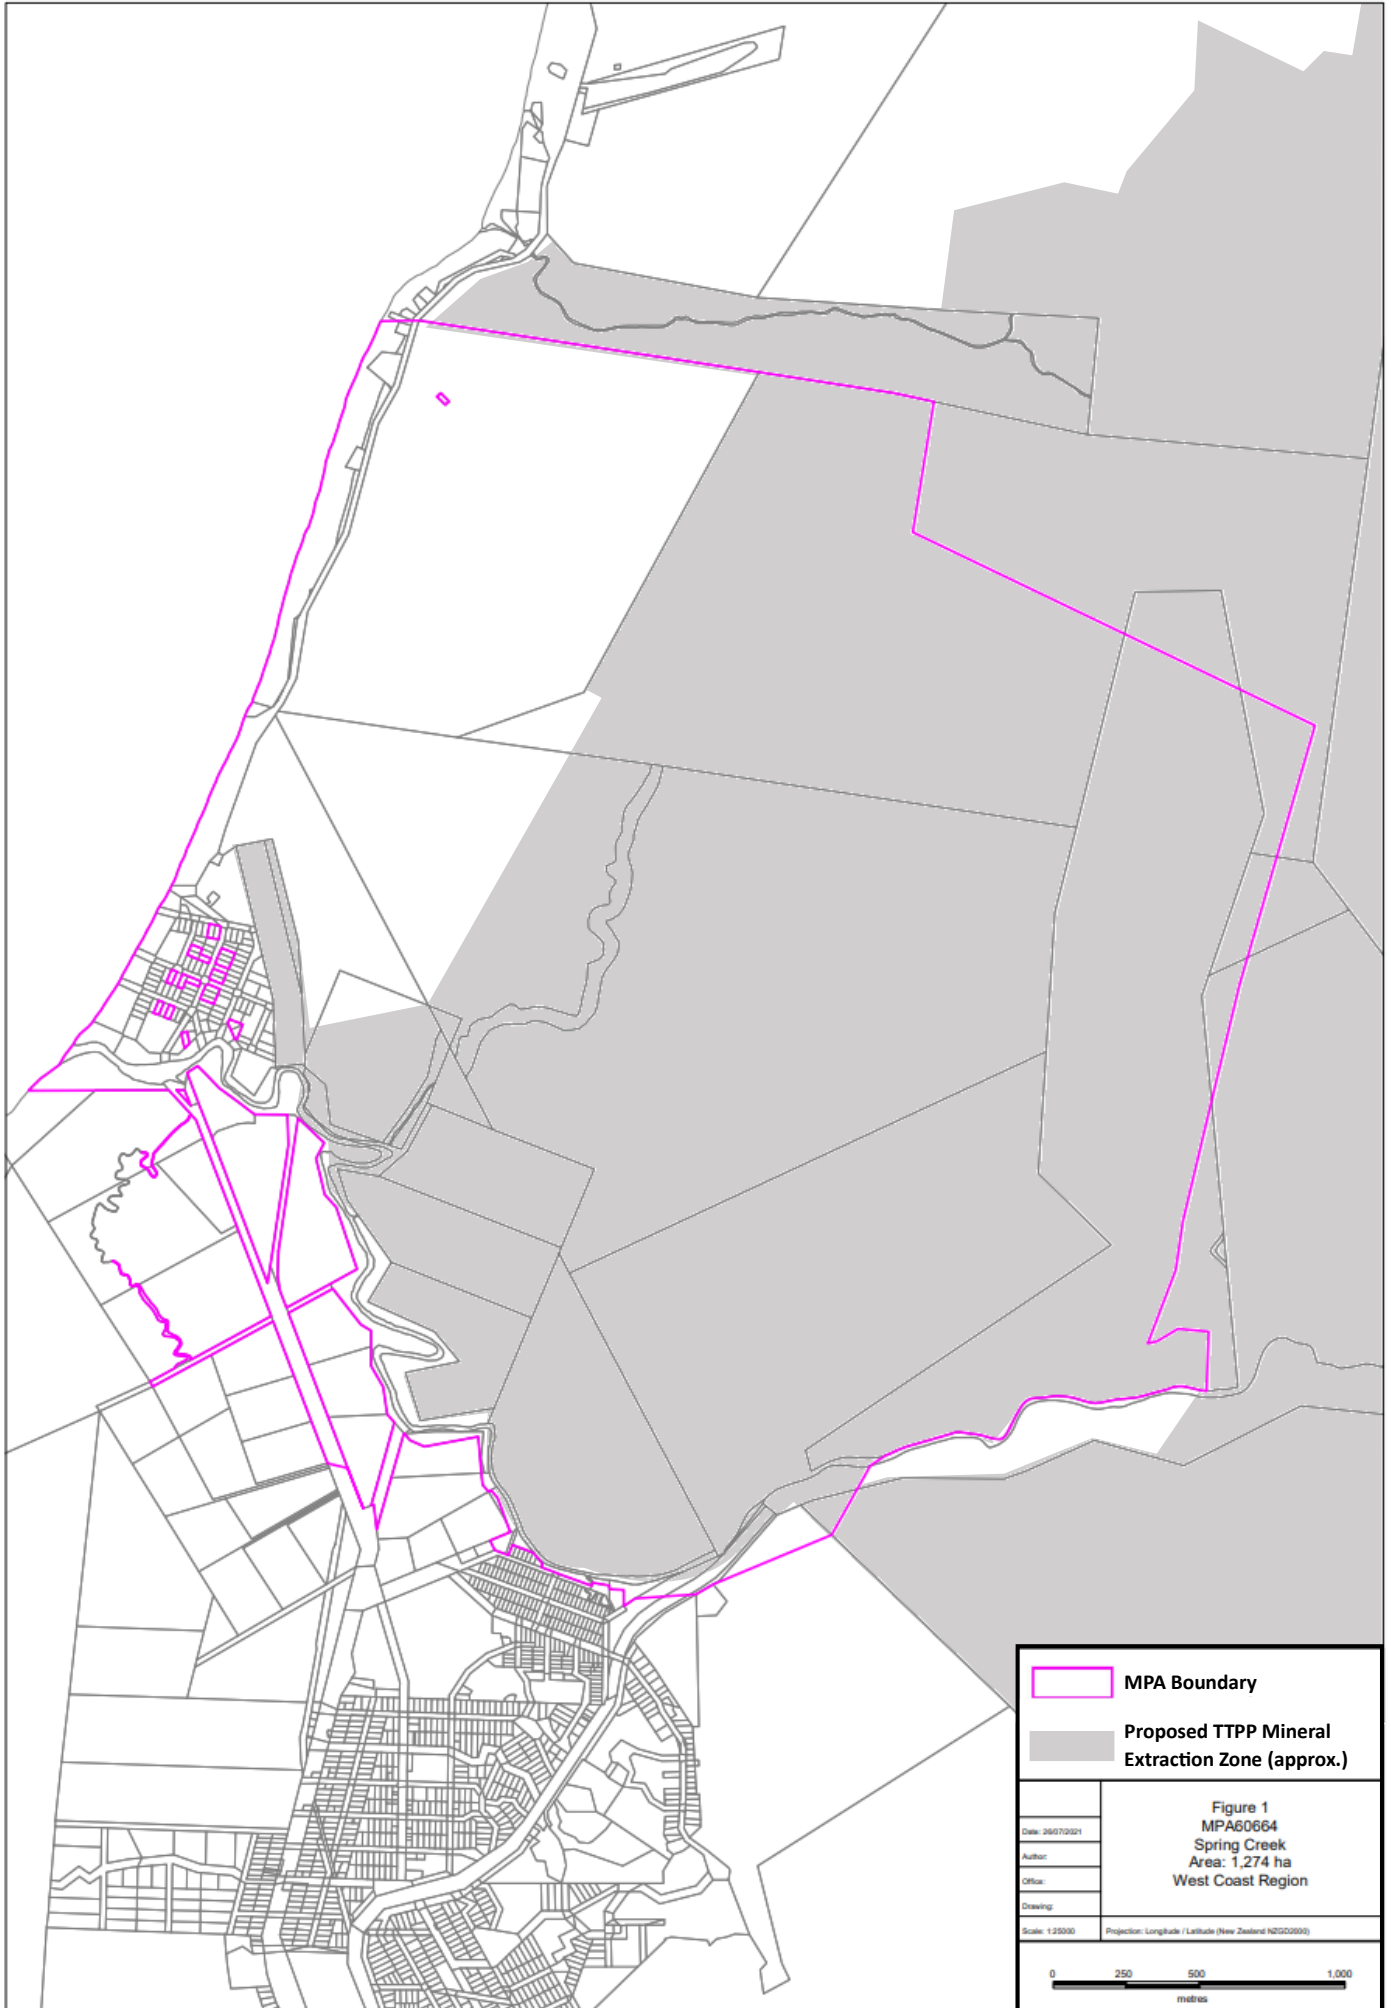 MPA Boundary
Proposed TTPP Mineral
Extraction Zone (approx.)
Figure 1
MPA60664
Spring Creek
Area: 1,274 ha
West Coast Region
Date: 26/07/2021
Author:
Office:
Drawing:
Scale: 1:25000
Projection: Longitude / Latitude (New Zealand NZGD2000)
0 250 500 1,000
metres